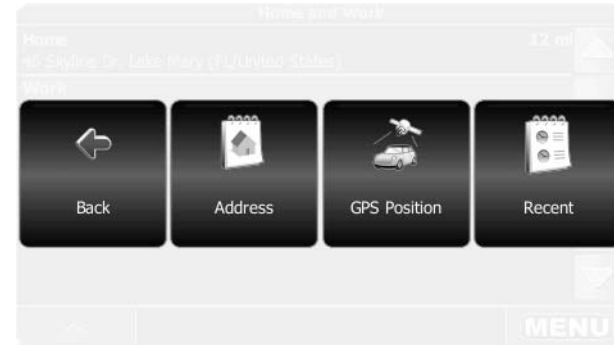 Home and Work
Home 12 mi
45 Skyline Dr, Lake Mary (FL/United States)
Work
Back Address GPS Position Recent
MENU